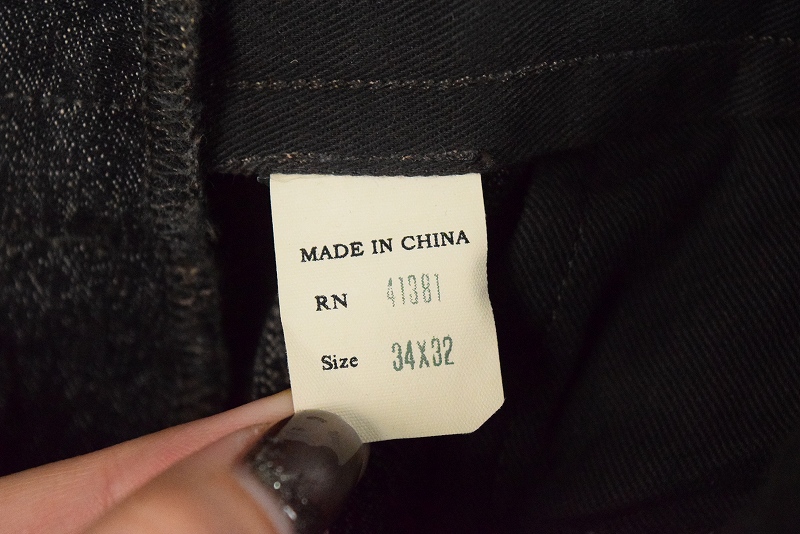 MADE IN CHINA
RN 41381
Size 34X32